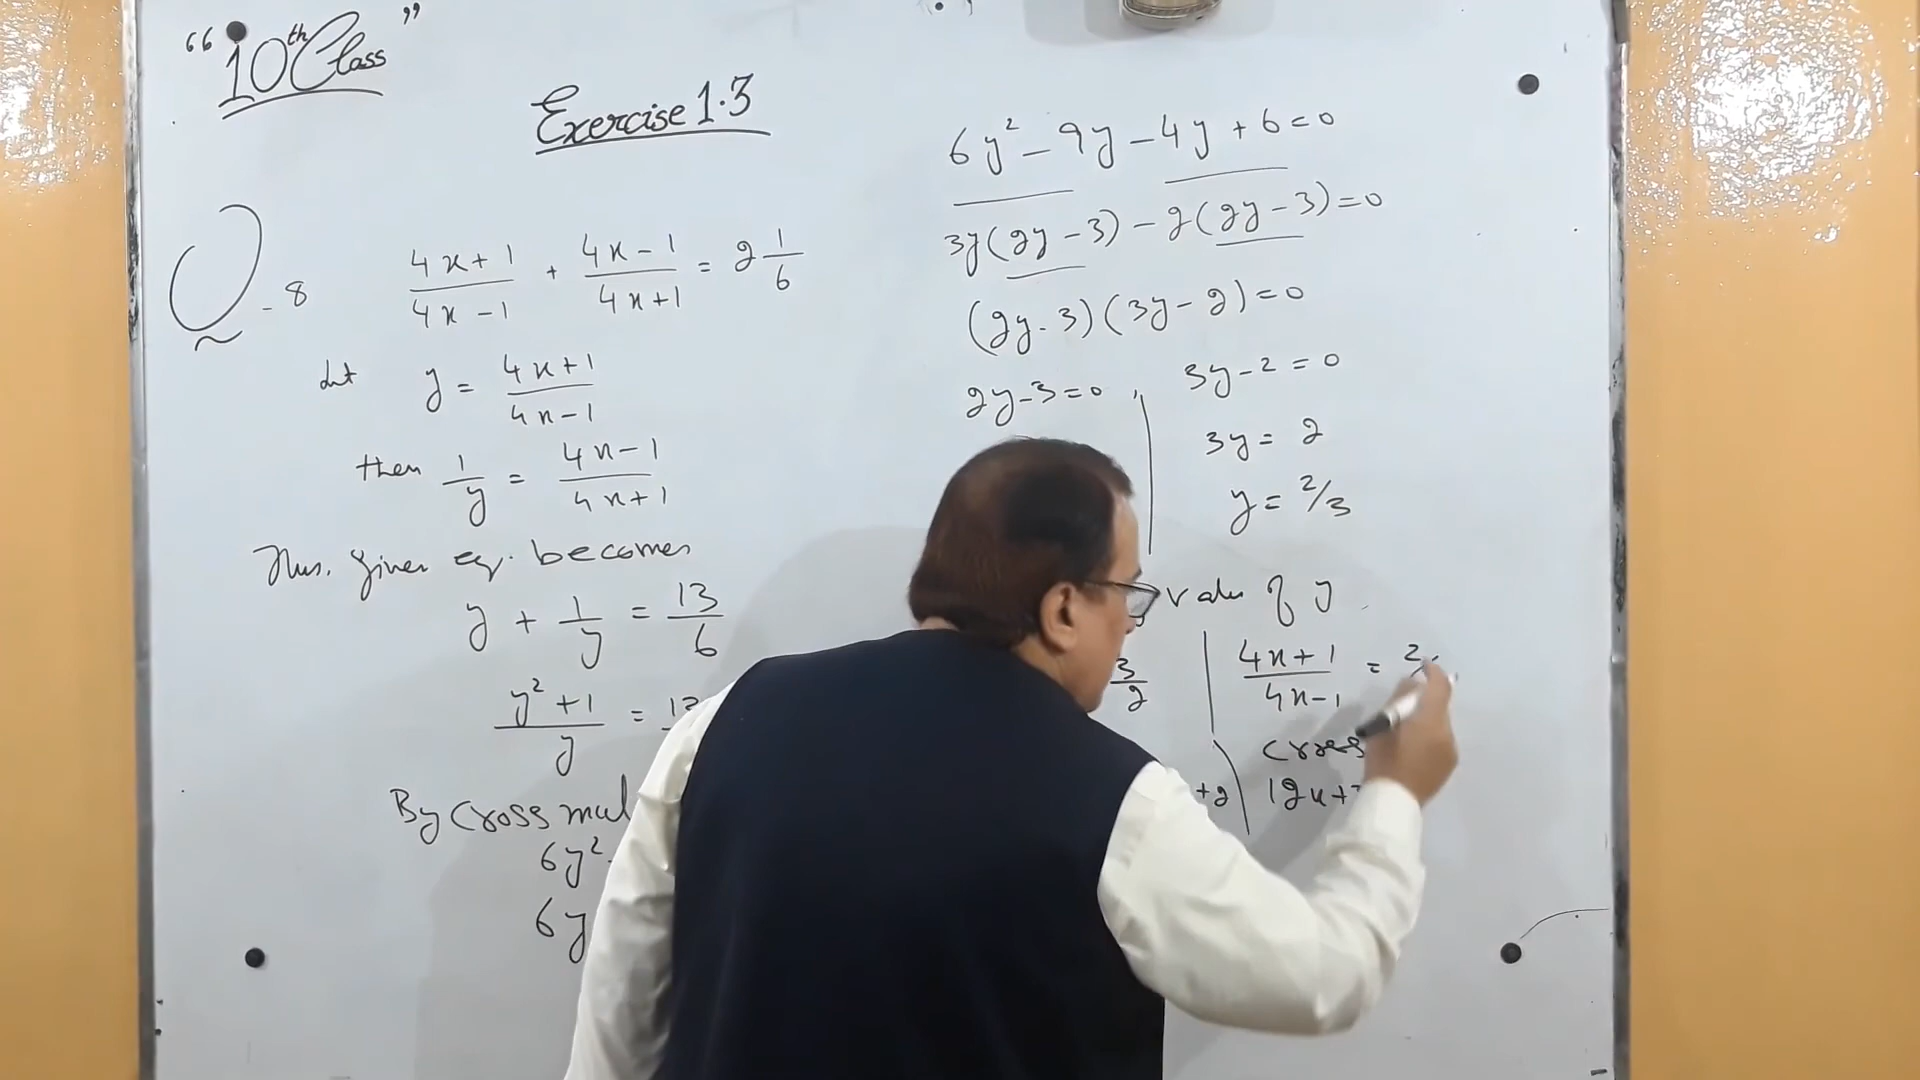 “10th Class”
Exercise 1.3
Q-8 (4x+1)/(4x-1) + (4x-1)/(4x+1) = 2 1/6
Let y = (4x+1)/(4x-1)
then 1/y = (4x-1)/(4x+1)
Thus, given eq. becomes
y + 1/y = 13/6
(y²+1)/y = 13
By Cross mul
6y²
6y
6y² - 9y - 4y + 6 = 0
3y(2y-3) - 2(2y-3) = 0
(2y-3)(3y-2) = 0
2y-3=0, 3y-2=0
3y = 2
y = 2/3
value of y
3/2
(4x+1)/(4x-1) = 2/
cross
+2 12x+